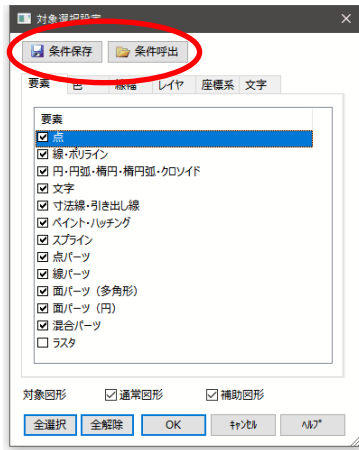 対象選択設定
条件保存 条件呼出
要素 色 線幅 レイヤ 座標系 文字
要素
点
線・ポリライン
円・円弧・楕円・楕円弧・クロソイド
文字
寸法線・引き出し線
ペイント・ハッチング
スプライン
点パーツ
線パーツ
面パーツ（多角形）
面パーツ（円）
混合パーツ
ラスタ
対象図形 通常図形 補助図形
全選択 全解除 OK ｷｬﾝｾﾙ ﾍﾙﾌﾟ